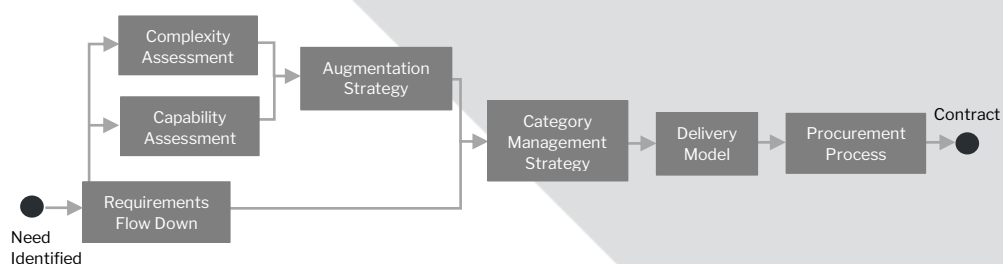 Complexity
Assessment
Capability
Assessment
Augmentation
Strategy
Requirements
Flow Down
Need
Identified
Category
Management
Strategy
Delivery
Model
Procurement
Process
Contract